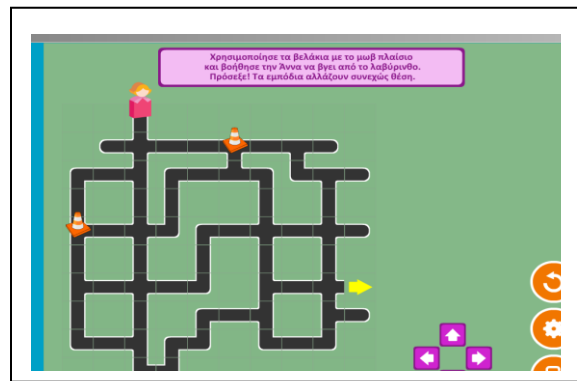 Χρησιμοποίησε τα βελάκια με το μωβ πλαίσιο
και βοήθησε την Άννα να βγει από το λαβύρινθο.
Πρόσεξε! Τα εμπόδια αλλάζουν συνεχώς θέση.